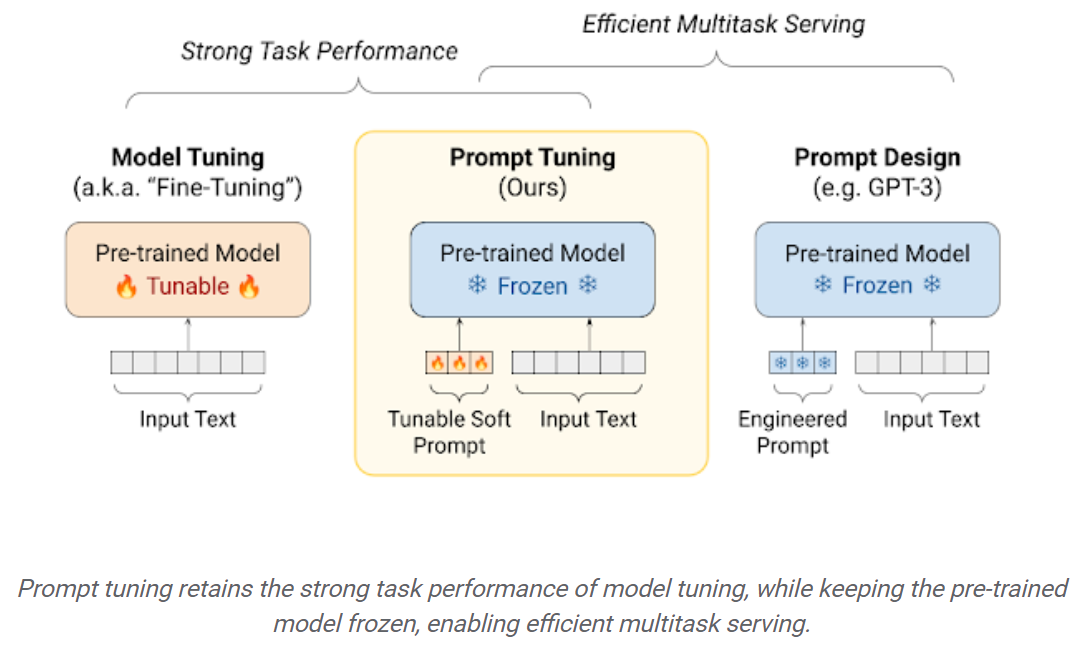 Efficient Multitask Serving
Strong Task Performance
Model Tuning
(a.k.a. “Fine-Tuning”)
Pre-trained Model
🔥 Tunable 🔥
Input Text
Prompt Tuning
(Ours)
Pre-trained Model
❄ Frozen ❄
Tunable Soft
Prompt
Input Text
Prompt Design
(e.g. GPT-3)
Pre-trained Model
❄ Frozen ❄
Engineered
Prompt
Input Text
Prompt tuning retains the strong task performance of model tuning, while keeping the pre-trained
model frozen, enabling efficient multitask serving.